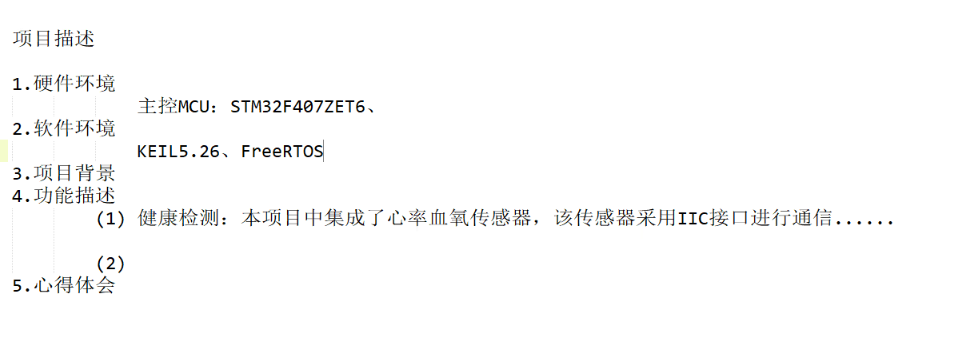 项目描述
1.硬件环境
主控MCU：STM32F407ZET6、
2.软件环境
KEIL5.26、FreeRTOS
3.项目背景
4.功能描述
(1) 健康检测：本项目中集成了心率血氧传感器，该传感器采用IIC接口进行通信......
(2)
5.心得体会